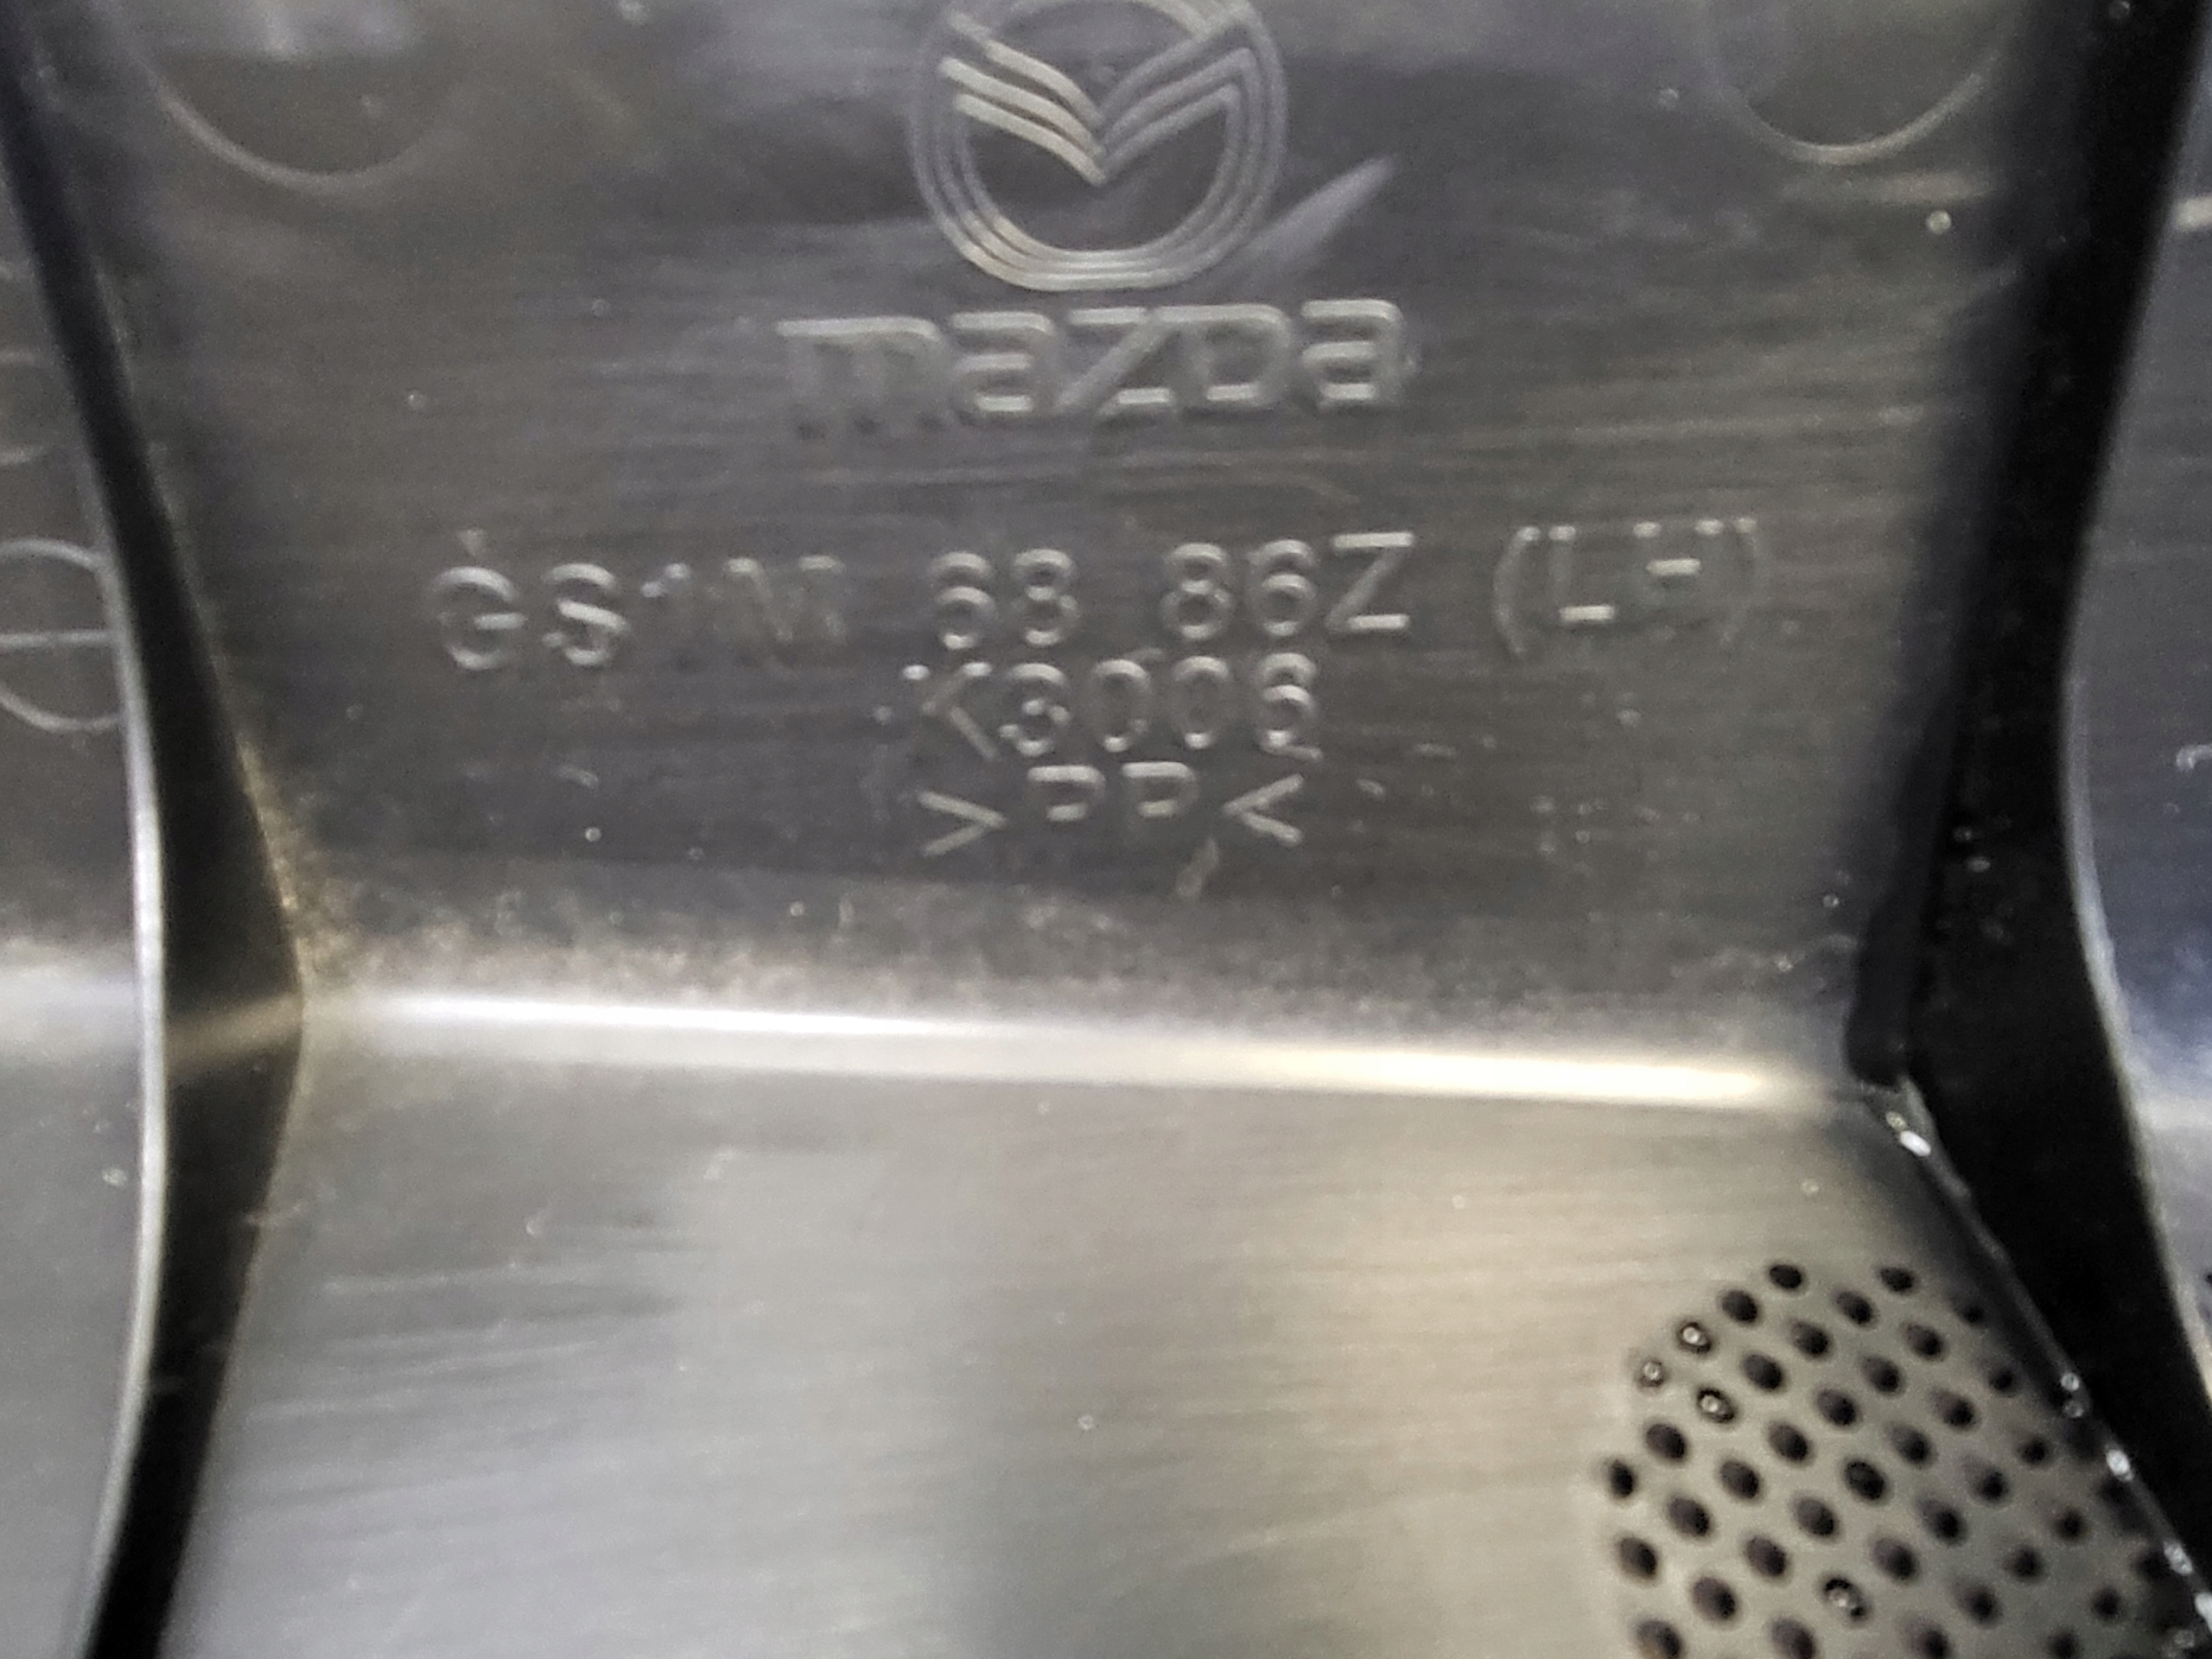 mazda
GS1M 68 86Z (LH)
K3006
>PP<